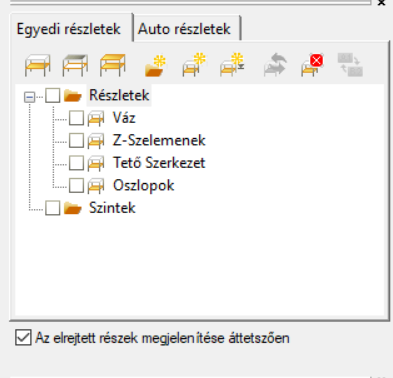 Egyedi részletek Auto részletek
Részletek
Váz
Z-Szelemenek
Tető Szerkezet
Oszlopok
Szintek
Az elrejtett részek megjelenítése áttetszően